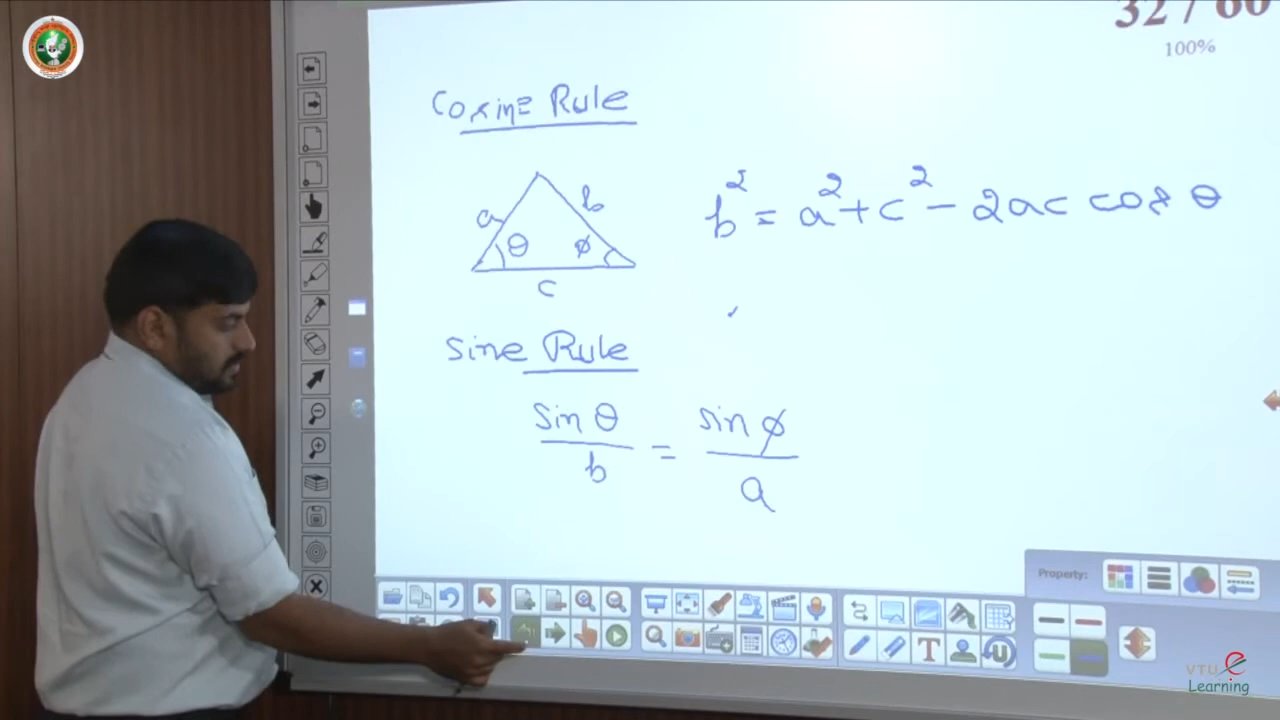 32 / 60
100%
Cosine Rule
a
b
θ
φ
c
b² = a² + c² − 2ac cos θ
Sine Rule
sin θ / b = sin φ / a
Property:
T
VTU e
Learning